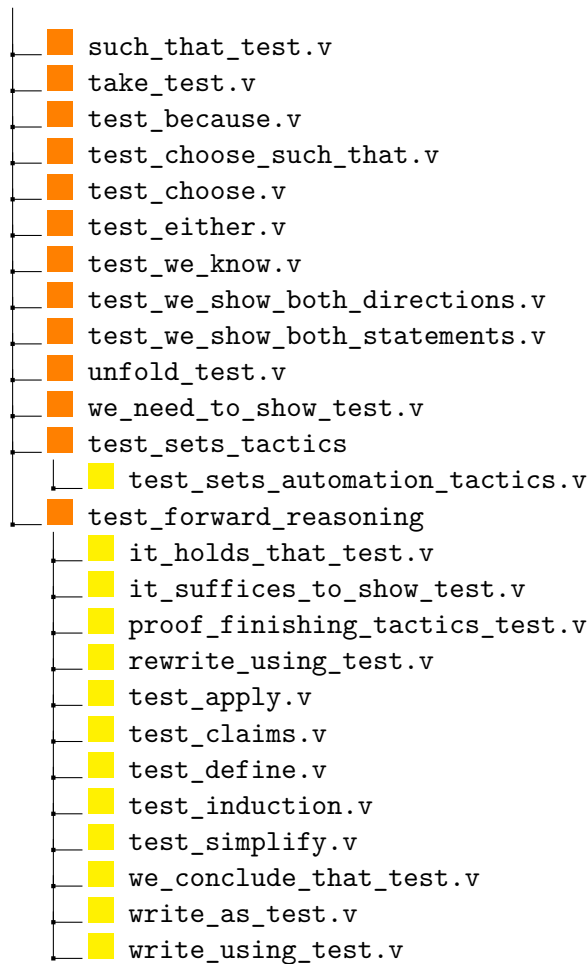 such_that_test.v
take_test.v
test_because.v
test_choose_such_that.v
test_choose.v
test_either.v
test_we_know.v
test_we_show_both_directions.v
test_we_show_both_statements.v
unfold_test.v
we_need_to_show_test.v
test_sets_tactics
test_sets_automation_tactics.v
test_forward_reasoning
it_holds_that_test.v
it_suffices_to_show_test.v
proof_finishing_tactics_test.v
rewrite_using_test.v
test_apply.v
test_claims.v
test_define.v
test_induction.v
test_simplify.v
we_conclude_that_test.v
write_as_test.v
write_using_test.v